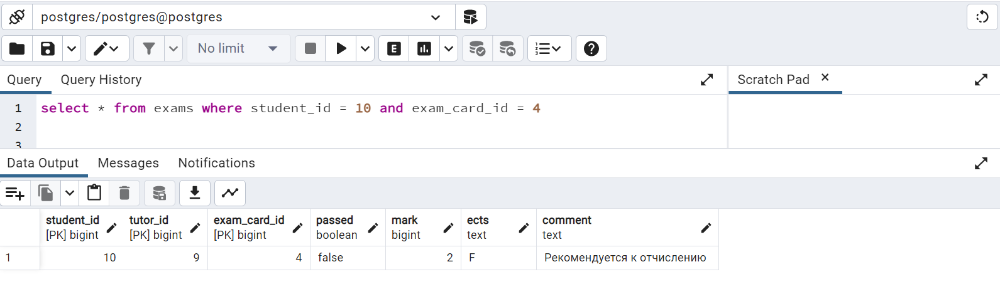 postgres/postgres@postgres
No limit
E
Query Query History
Scratch Pad
1 select * from exams where student_id = 10 and exam_card_id = 4
2
3
Data Output Messages Notifications
student_id tutor_id exam_card_id passed mark ects comment
[PK] bigint [PK] bigint [PK] bigint boolean bigint text text
1 10 9 4 false 2 F Рекомендуется к отчислению